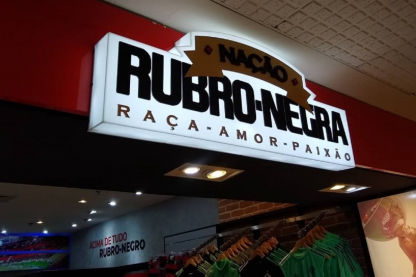 NAÇÃO
RUBRO-NEGRA
RAÇA-AMOR-PAIXÃO
ACIMA DE TUDO
RUBRO-NEGRO